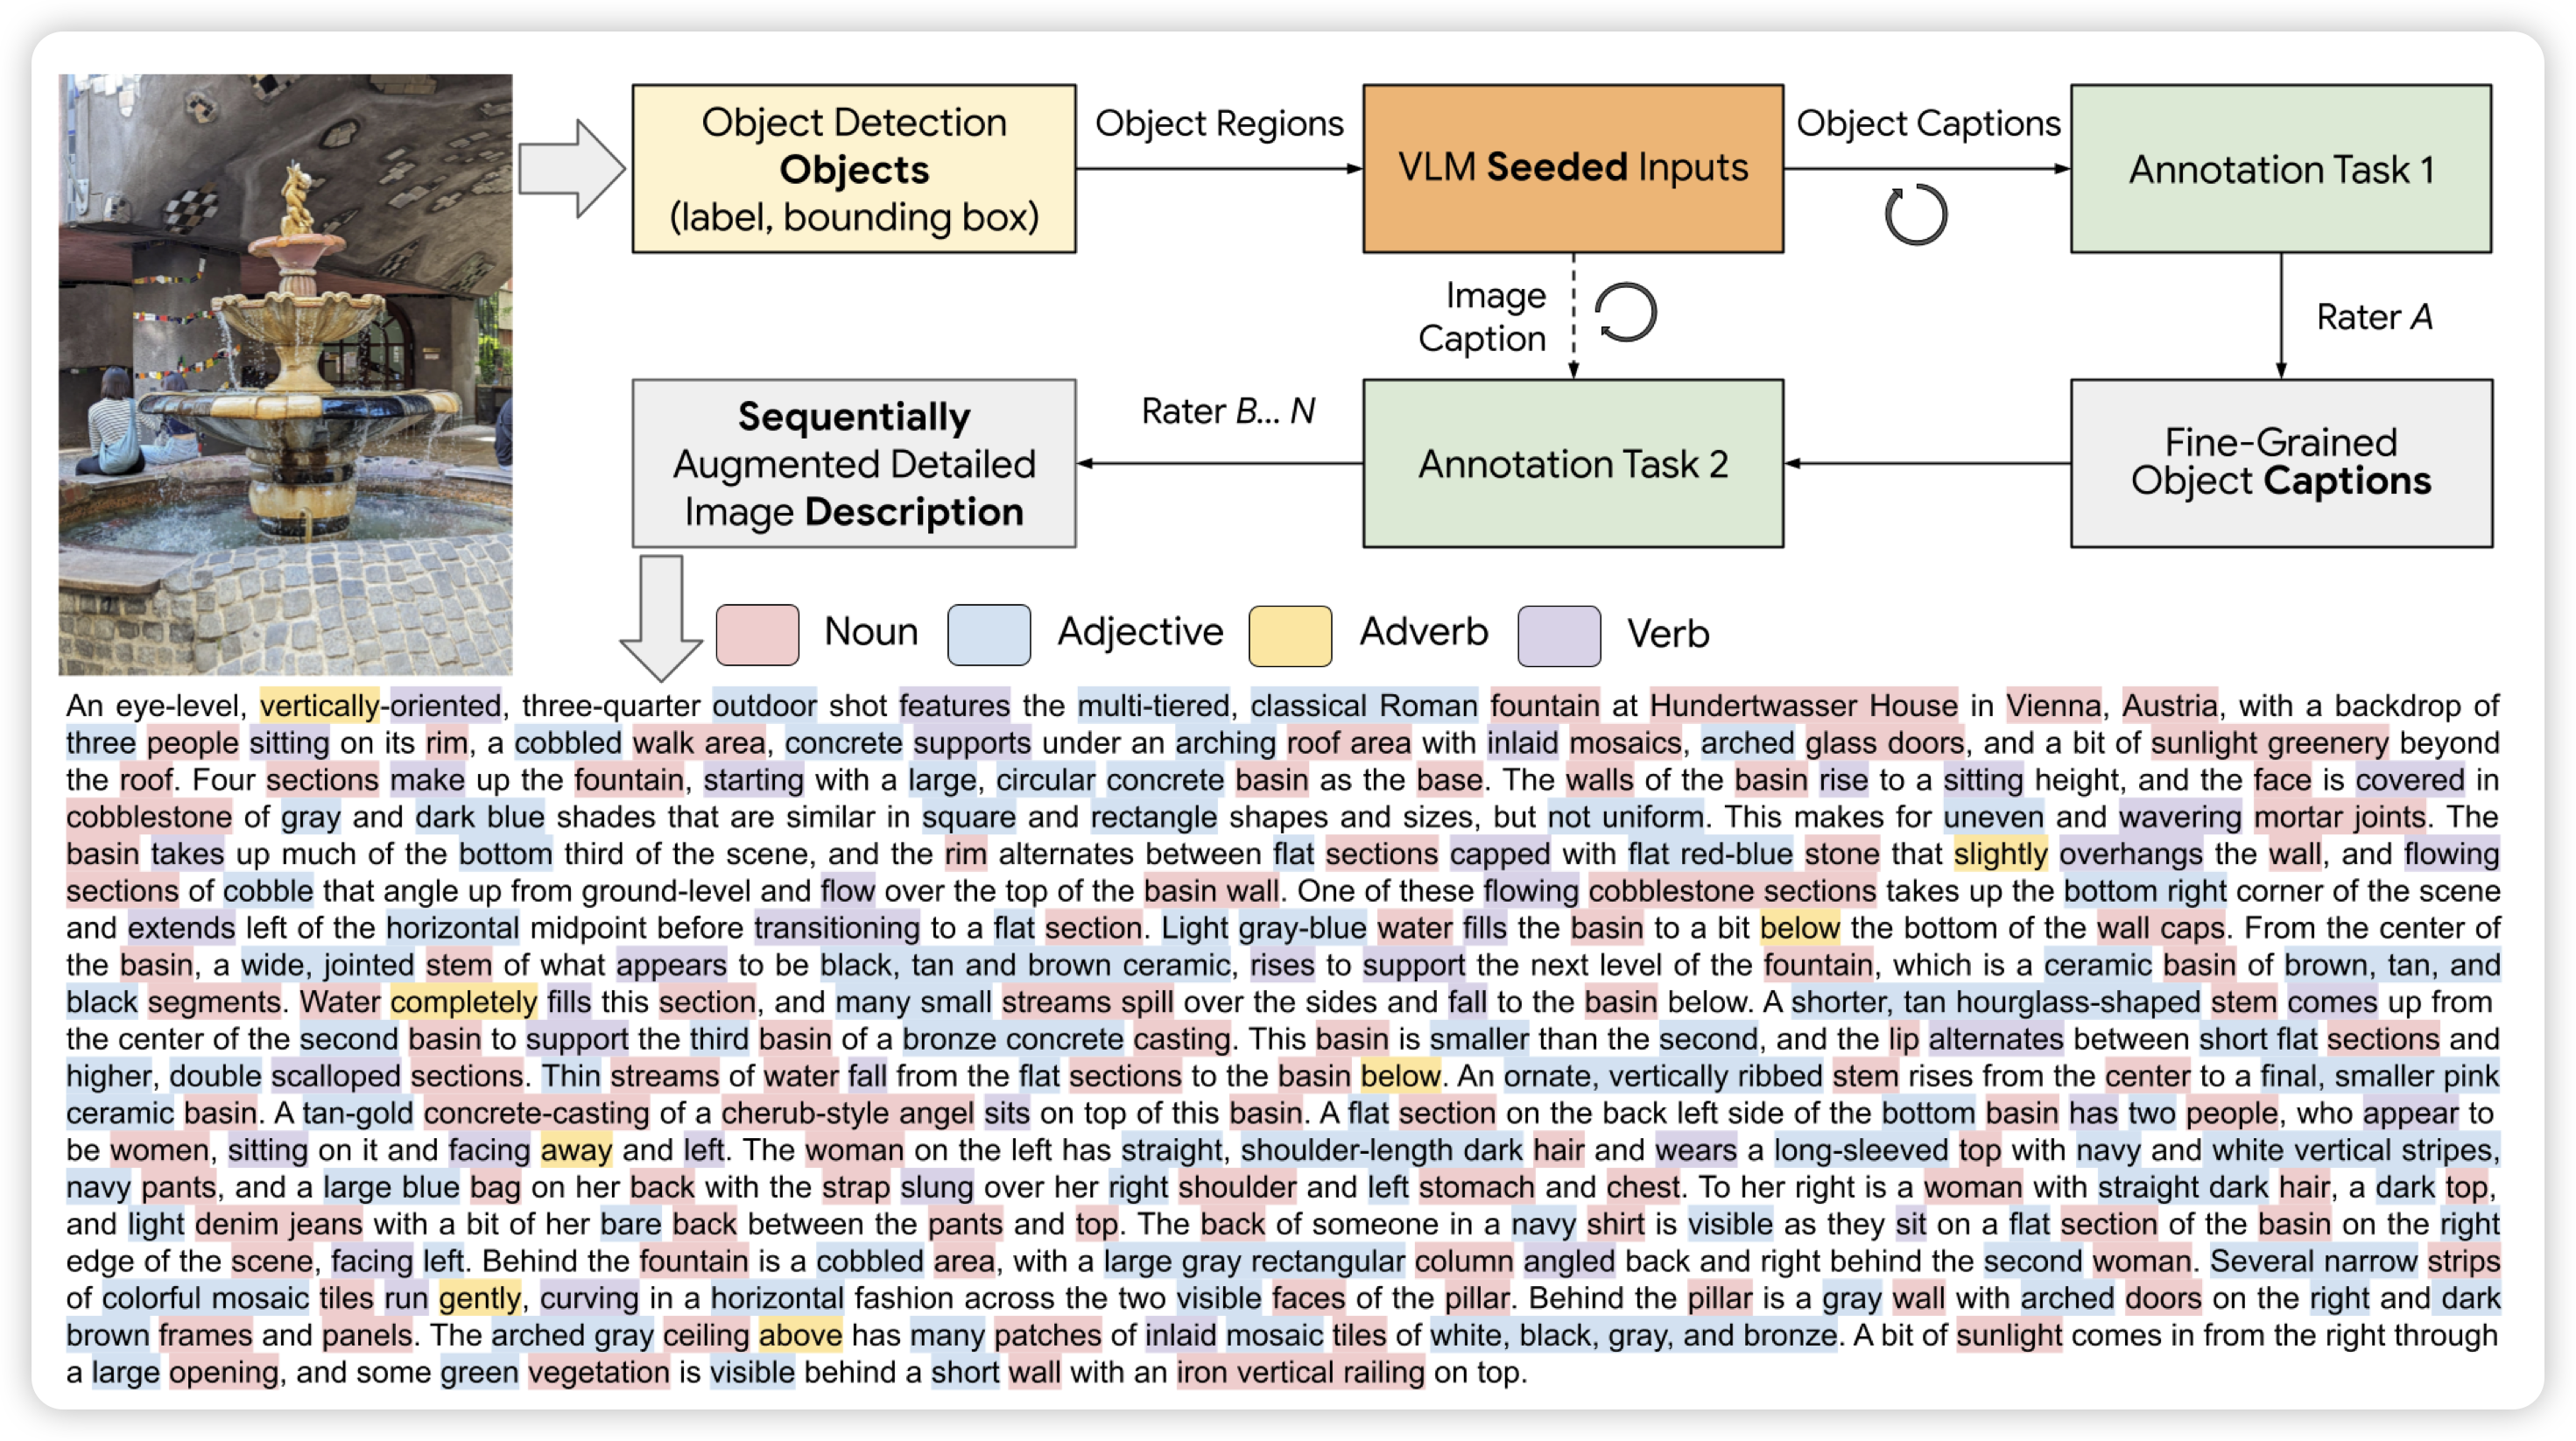 Object Detection
Objects
(label, bounding box)
Object Regions
VLM Seeded Inputs
Object Captions
Annotation Task 1
Image
Caption
Rater A
Sequentially
Augmented Detailed
Image Description
Rater B... N
Annotation Task 2
Fine-Grained
Object Captions
Noun
Adjective
Adverb
Verb
An eye-level, vertically-oriented, three-quarter outdoor shot features the multi-tiered, classical Roman fountain at Hundertwasser House in Vienna, Austria, with a backdrop of
three people sitting on its rim, a cobbled walk area, concrete supports under an arching roof area with inlaid mosaics, arched glass doors, and a bit of sunlight greenery beyond
the roof. Four sections make up the fountain, starting with a large, circular concrete basin as the base. The walls of the basin rise to a sitting height, and the face is covered in
cobblestone of gray and dark blue shades that are similar in square and rectangle shapes and sizes, but not uniform. This makes for uneven and wavering mortar joints. The
basin takes up much of the bottom third of the scene, and the rim alternates between flat sections capped with flat red-blue stone that slightly overhangs the wall, and flowing
sections of cobble that angle up from ground-level and flow over the top of the basin wall. One of these flowing cobblestone sections takes up the bottom right corner of the scene
and extends left of the horizontal midpoint before transitioning to a flat section. Light gray-blue water fills the basin to a bit below the bottom of the wall caps. From the center of
the basin, a wide, jointed stem of what appears to be black, tan and brown ceramic, rises to support the next level of the fountain, which is a ceramic basin of brown, tan, and
black segments. Water completely fills this section, and many small streams spill over the sides and fall to the basin below. A shorter, tan hourglass-shaped stem comes up from
the center of the second basin to support the third basin of a bronze concrete casting. This basin is smaller than the second, and the lip alternates between short flat sections and
higher, double scalloped sections. Thin streams of water fall from the flat sections to the basin below. An ornate, vertically ribbed stem rises from the center to a final, smaller pink
ceramic basin. A tan-gold concrete-casting of a cherub-style angel sits on top of this basin. A flat section on the back left side of the bottom basin has two people, who appear to
be women, sitting on it and facing away and left. The woman on the left has straight, shoulder-length dark hair and wears a long-sleeved top with navy and white vertical stripes,
navy pants, and a large blue bag on her back with the strap slung over her right shoulder and left stomach and chest. To her right is a woman with straight dark hair, a dark top,
and light denim jeans with a bit of her bare back between the pants and top. The back of someone in a navy shirt is visible as they sit on a flat section of the basin on the right
edge of the scene, facing left. Behind the fountain is a cobbled area, with a large gray rectangular column angled back and right behind the second woman. Several narrow strips
of colorful mosaic tiles run gently, curving in a horizontal fashion across the two visible faces of the pillar. Behind the pillar is a gray wall with arched doors on the right and dark
brown frames and panels. The arched gray ceiling above has many patches of inlaid mosaic tiles of white, black, gray, and bronze. A bit of sunlight comes in from the right through
a large opening, and some green vegetation is visible behind a short wall with an iron vertical railing on top.